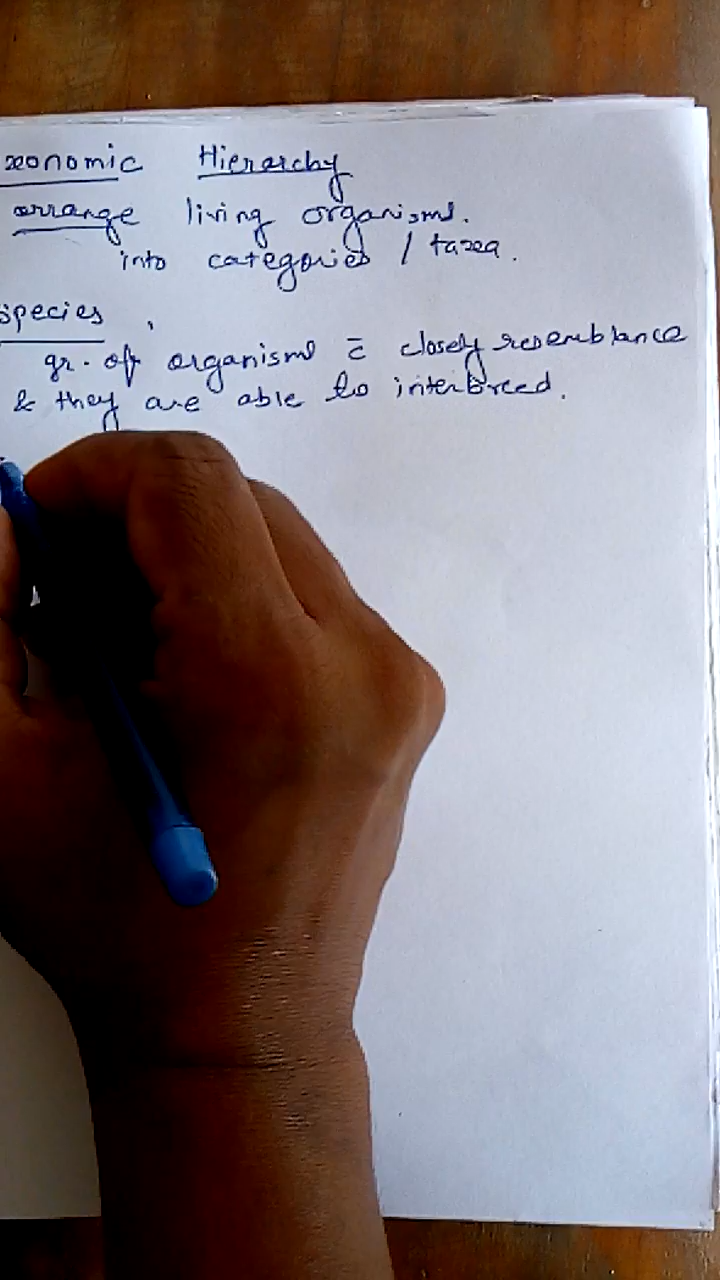 xonomic Hierarchy
arrange living organisms.
into categories / taxa.
species
gr. of organisms c̄ closely resemblance
& they are able to interbreed.